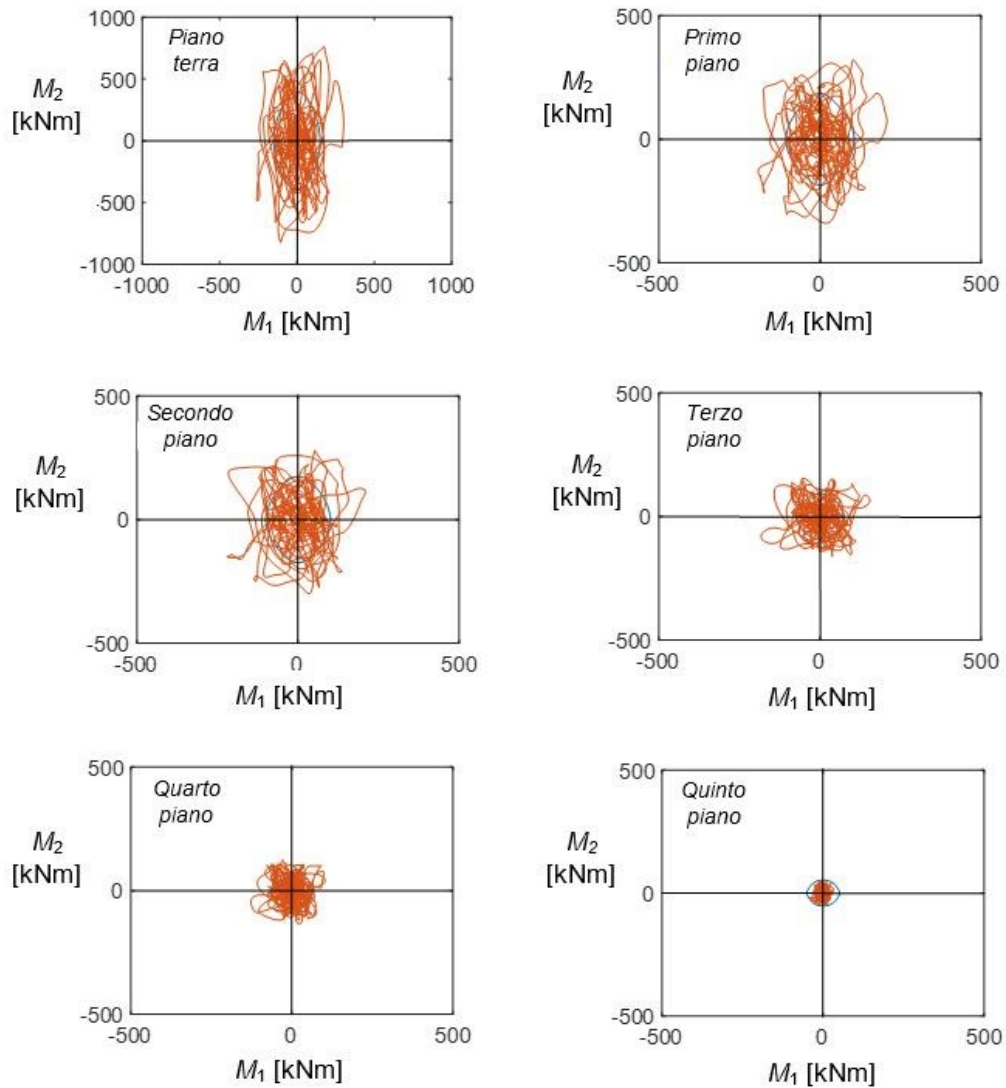 1000
Piano
terra
500
M2
[kNm]
0
-500
-1000
-1000 -500 0 500 1000
M1 [kNm]
500
Primo
piano
M2
[kNm]
0
-500
-500 0 500
M1 [kNm]
500
Secondo
piano
M2
[kNm]
0
-500
-500 0 500
M1 [kNm]
500
Terzo
piano
M2
[kNm]
0
-500
-500 0 500
M1 [kNm]
500
Quarto
piano
M2
[kNm]
0
-500
-500 0 500
M1 [kNm]
500
Quinto
piano
M2
[kNm]
0
-500
-500 0 500
M1 [kNm]